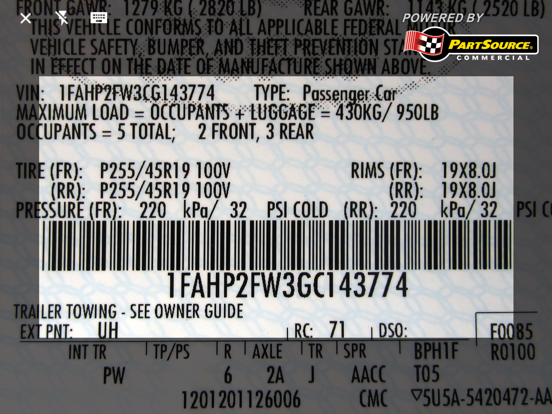 FRONT GAWR: 1279 KG ( 2820 LB) REAR GAWR: 1143 KG ( 2520 LB)
POWERED BY
PARTSOURCE.
COMMERCIAL
THIS VEHICLE CONFORMS TO ALL APPLICABLE FEDERAL
VEHICLE SAFETY, BUMPER, AND THEFT PREVENTION
IN EFFECT ON THE DATE OF MANUFACTURE SHOWN ABOVE.
VIN: 1FAHP2FW3CG143774 TYPE: Passenger Car
MAXIMUM LOAD = OCCUPANTS + LUGGAGE = 430KG/ 950LB
OCCUPANTS = 5 TOTAL; 2 FRONT, 3 REAR
TIRE (FR): P255/45R19 100V RIMS (FR): 19X8.0J
(RR): P255/45R19 100V (RR): 19X8.0J
PRESSURE (FR): 220 kPa/ 32 PSI COLD (RR): 220 kPa/ 32 PSI
1FAHP2FW3GC143774
TRAILER TOWING - SEE OWNER GUIDE
EXT PNT: UH RC: 71 DSO: F0085
INT TR TP/PS R AXLE TR SPR BPH1F R0100
PW 6 2A J AACC T05
1201201126006 CMC ▽5U5A-5420472-AA